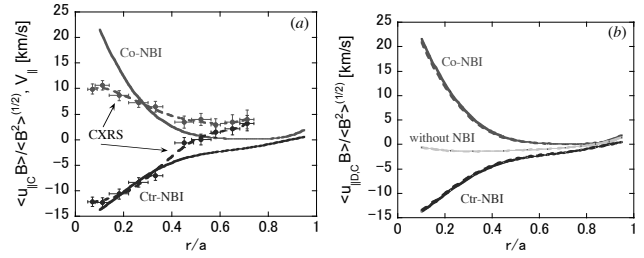 (a)
<u∥C B>/<B²>^(1/2), V∥ [km/s]
25
20
15
10
5
0
-5
-10
-15
Co-NBI
CXRS
Ctr-NBI
0 0.2 0.4 0.6 0.8 1
r/a
(b)
<u∥D,C B>/<B²>^(1/2) [km/s]
25
20
15
10
5
0
-5
-10
-15
Co-NBI
without NBI
Ctr-NBI
0 0.2 0.4 0.6 0.8 1
r/a